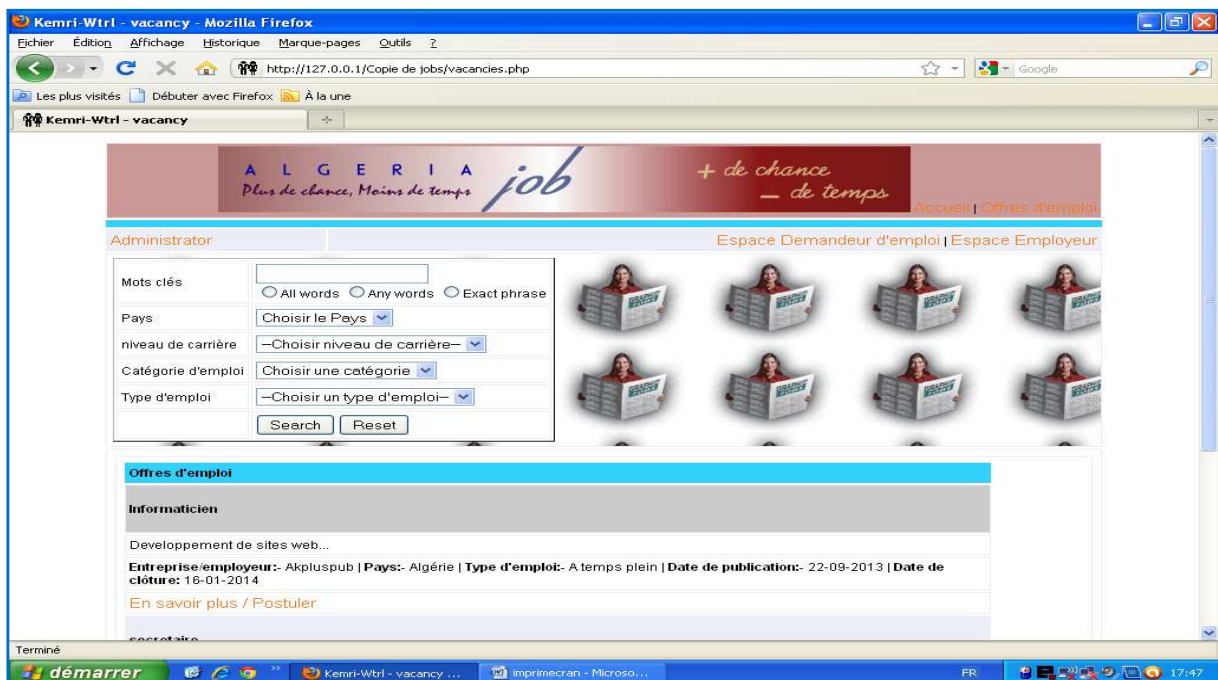 Kemri-Wtrl - vacancy - Mozilla Firefox
Fichier Édition Affichage Historique Marque-pages Outils ?
http://127.0.0.1/Copie de jobs/vacancies.php
Google
Les plus visités Débuter avec Firefox À la une
Kemri-Wtrl - vacancy
ALGERIA job
Plus de chance, Moins de temps
+ de chance
— de temps
Accueil | Offres d'emploi
Administrator
Espace Demandeur d'emploi | Espace Employeur
Mots clés
All words Any words Exact phrase
Pays Choisir le Pays
niveau de carrière --Choisir niveau de carrière--
Catégorie d'emploi Choisir une catégorie
Type d'emploi --Choisir un type d'emploi--
Search Reset
Offres d'emploi
Informaticien
Developpement de sites web...
Entreprise/employeur:- Akpluspub | Pays:- Algérie | Type d'emploi:- A temps plein | Date de publication:- 22-09-2013 | Date de
clôture: 16-01-2014
En savoir plus / Postuler
secretaire
Terminé
démarrer
Kemri-Wtrl - vacancy ...
imprimecran - Microso...
FR
17:47